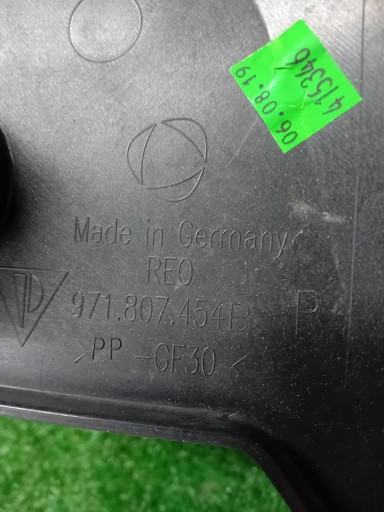 06.08.19
415346
Made in Germany
REO
971.807.454B P
>PP -GF30<